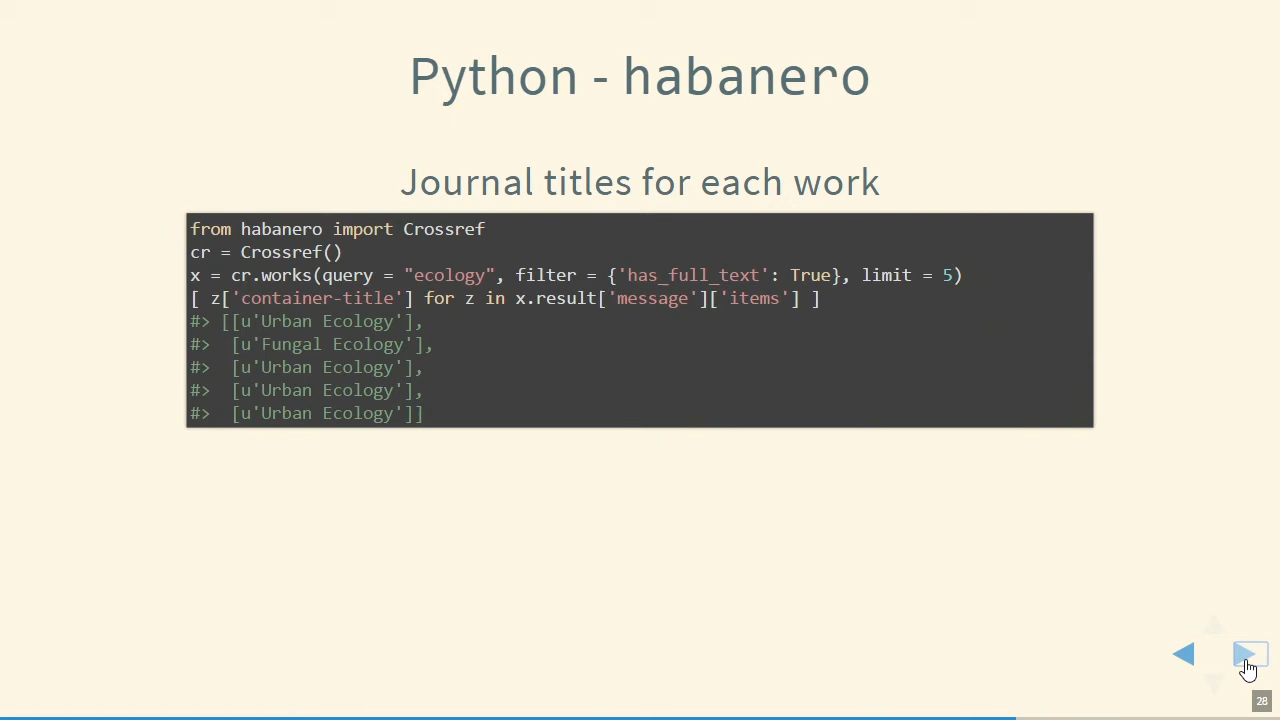 Python - habanero
Journal titles for each work
from habanero import Crossref
cr = Crossref()
x = cr.works(query = "ecology", filter = {'has_full_text': True}, limit = 5)
[ z['container-title'] for z in x.result['message']['items'] ]
#> [[u'Urban Ecology'],
#>  [u'Fungal Ecology'],
#>  [u'Urban Ecology'],
#>  [u'Urban Ecology'],
#>  [u'Urban Ecology']]
28